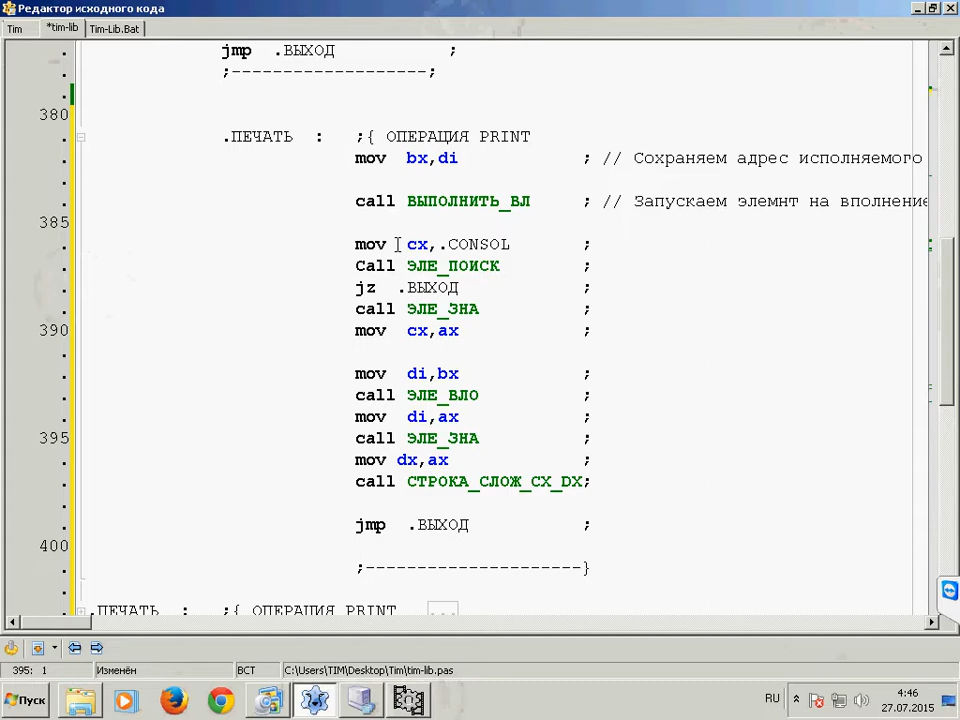 Редактор исходного кода
Tim *tim-lib Tim-Lib.Bat
jmp .ВЫХОД ;
;-------------------;
380
.ПЕЧАТЬ : ;{ ОПЕРАЦИЯ PRINT
mov bx,di ; // Сохраняем адрес исполняемого
call ВЫПОЛНИТЬ_ВЛ ; // Запускаем элемнт на вполнение
385
mov cx,.CONSOL ;
Call ЭЛЕ_ПОИСК ;
jz .ВЫХОД ;
call ЭЛЕ_ЗНА ;
390 mov cx,ax ;
mov di,bx ;
call ЭЛЕ_ВЛО ;
mov di,ax ;
395 call ЭЛЕ_ЗНА ;
mov dx,ax ;
call СТРОКА_СЛОЖ_CX_DX;
jmp .ВЫХОД ;
400
;---------------------}
.ПЕЧАТЬ : ;{ ОПЕРАЦИЯ PRINT ...
395: 1 Изменён ВСТ C:\Users\TIM\Desktop\Tim\tim-lib.pas
Пуск RU 4:46
27.07.2015